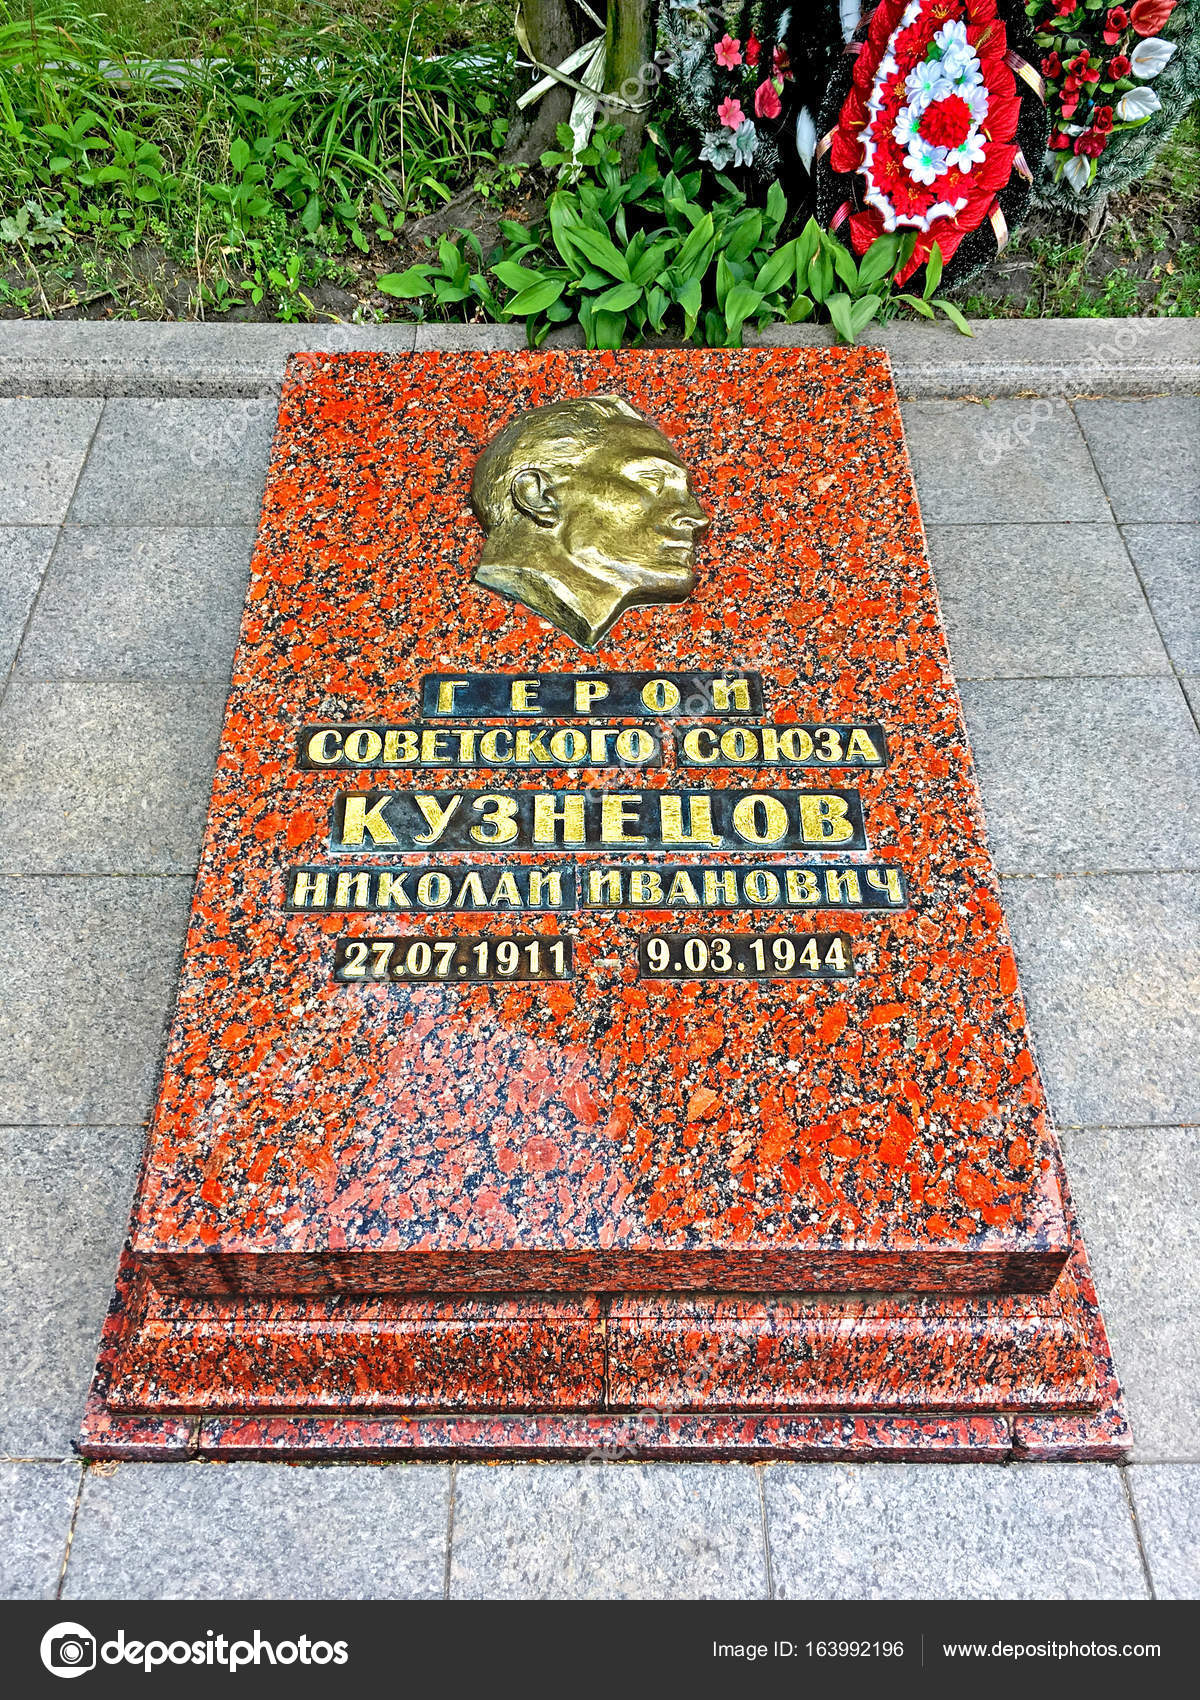 ГЕРОЙ
СОВЕТСКОГО СОЮЗА
КУЗНЕЦОВ
НИКОЛАЙ ИВАНОВИЧ
27.07.1911 – 9.03.1944
depositphotos
Image ID: 163992196
www.depositphotos.com